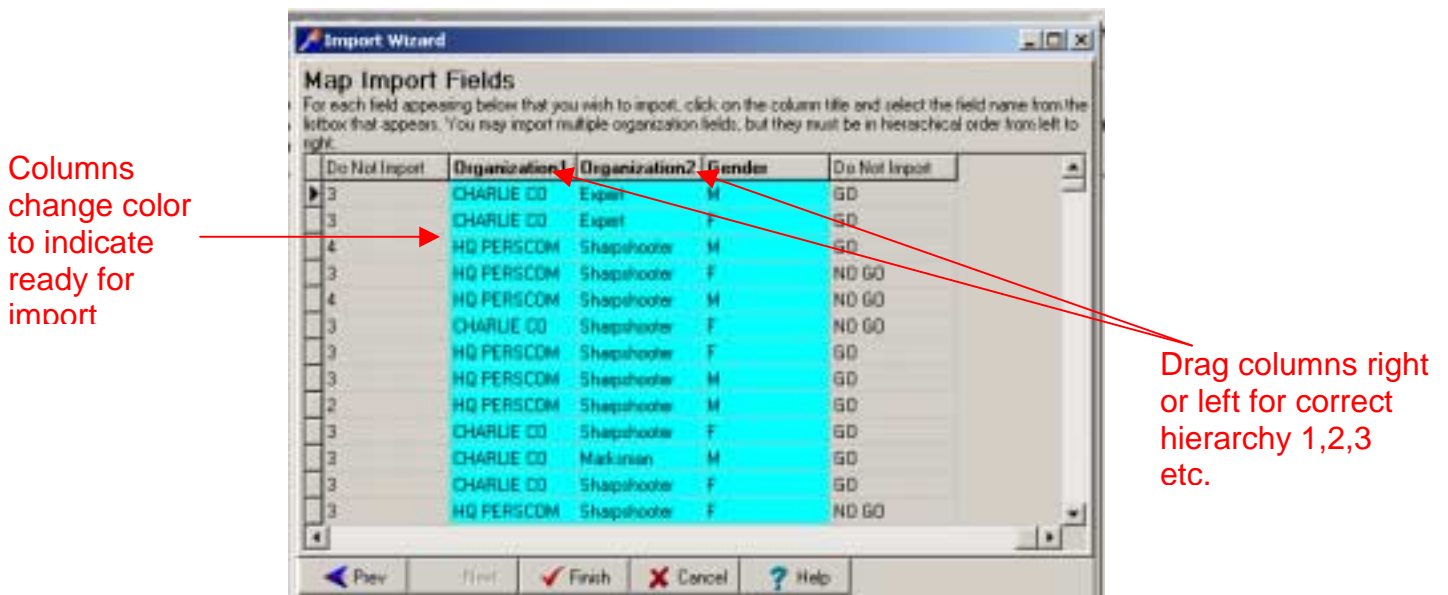 Import Wizard
Map Import Fields
For each field appearing below that you wish to import, click on the column title and select the field name from the
listbox that appears. You may import multiple organization fields, but they must be in hierarchical order from left to
right.
Do Not Import Organization1 Organization2 Gender Do Not Import
3 CHARLIE CO Expert M GO
3 CHARLIE CO Expert F GO
4 HQ PERSCOM Sharpshooter M GO
3 HQ PERSCOM Sharpshooter F NO GO
4 HQ PERSCOM Sharpshooter M NO GO
3 CHARLIE CO Sharpshooter F NO GO
3 HQ PERSCOM Sharpshooter F GO
3 HQ PERSCOM Sharpshooter M GO
2 HQ PERSCOM Sharpshooter M GO
3 CHARLIE CO Sharpshooter F GO
3 CHARLIE CO Marksman M GO
3 CHARLIE CO Sharpshooter F GO
3 HQ PERSCOM Sharpshooter F NO GO
Prev Next Finish Cancel ? Help
Columns
change color
to indicate
ready for
import
Drag columns right
or left for correct
hierarchy 1,2,3
etc.